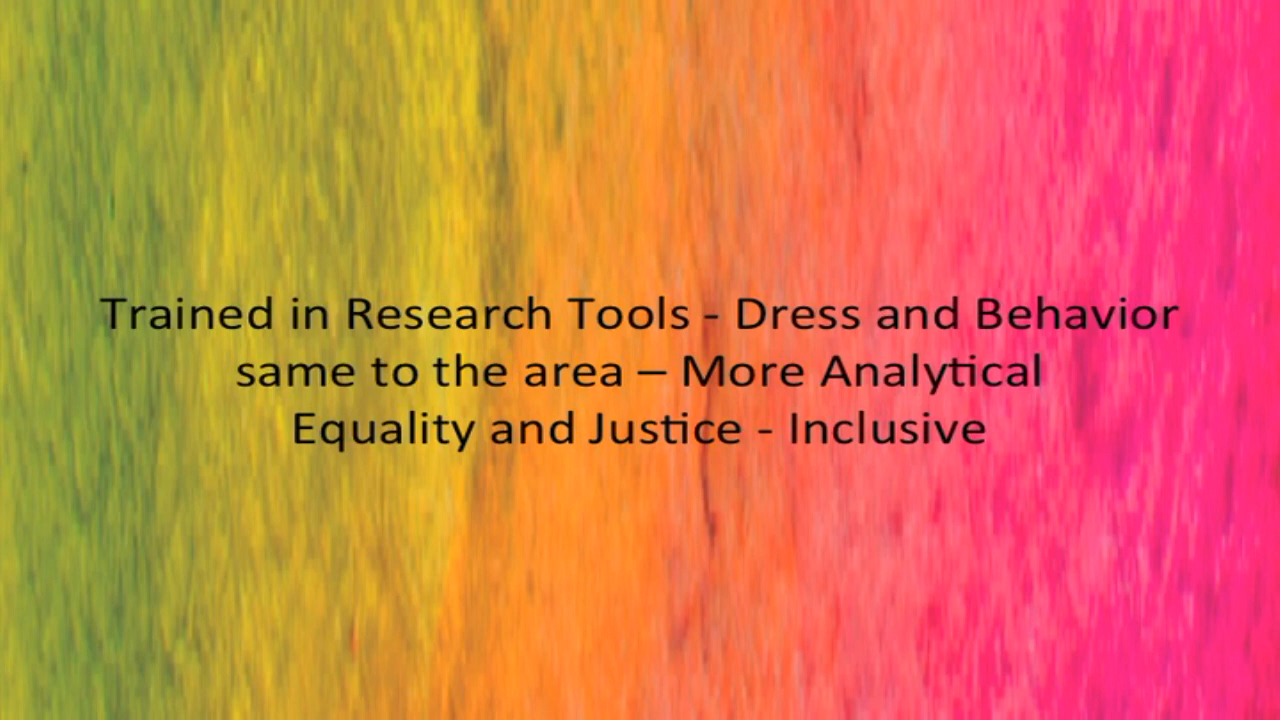 Trained in Research Tools - Dress and Behavior
same to the area – More Analytical
Equality and Justice - Inclusive